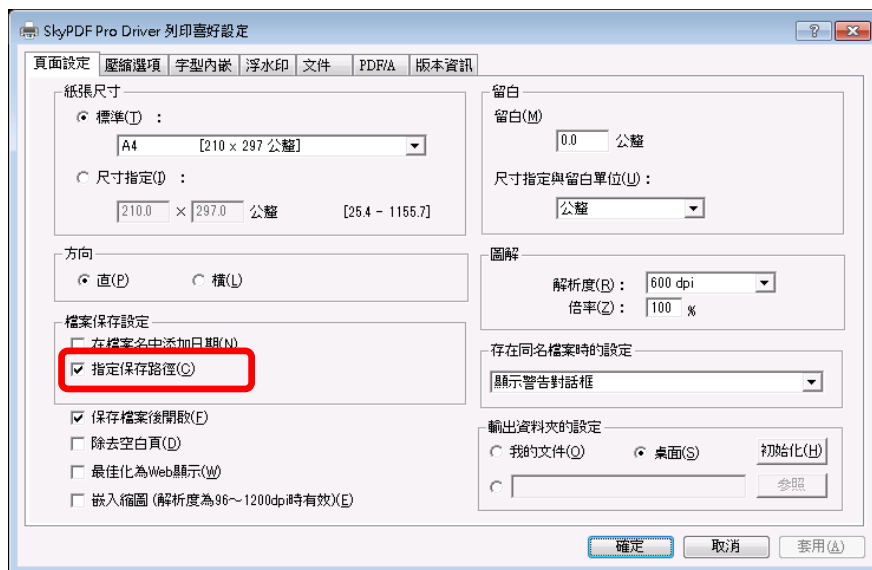 SkyPDF Pro Driver 列印喜好設定
頁面設定 壓縮選項 字型內嵌 浮水印 文件 PDF/A 版本資訊
紙張尺寸
標準(T) :
A4 [210 x 297 公釐]
尺寸指定(I) :
210.0 × 297.0 公釐 [25.4 - 1155.7]
方向
直(P) 橫(L)
檔案保存設定
在檔案名中添加日期(N)
指定保存路徑(C)
保存檔案後開啟(F)
除去空白頁(D)
最佳化為Web顯示(W)
嵌入縮圖 (解析度為96～1200dpi時有效)(E)
留白
留白(M)
0.0 公釐
尺寸指定與留白單位(U) :
公釐
圖解
解析度(R) : 600 dpi
倍率(Z) : 100 %
存在同名檔案時的設定
顯示警告對話框
輸出資料夾的設定
我的文件(O) 桌面(S) 初始化(H)
參照
確定 取消 套用(A)